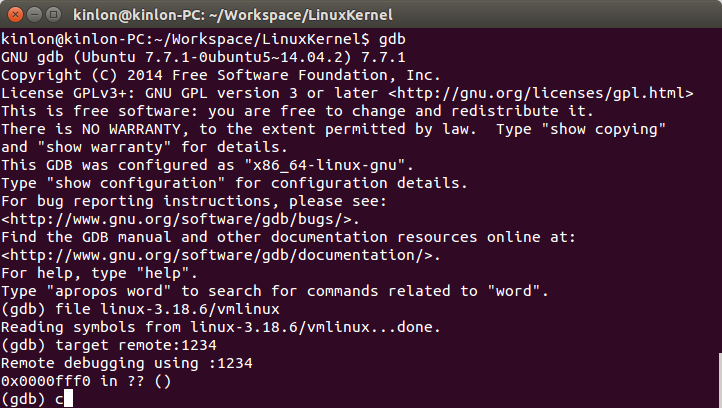 kinlon@kinlon-PC: ~/Workspace/LinuxKernel
kinlon@kinlon-PC:~/Workspace/LinuxKernel$ gdb
GNU gdb (Ubuntu 7.7.1-0ubuntu5~14.04.2) 7.7.1
Copyright (C) 2014 Free Software Foundation, Inc.
License GPLv3+: GNU GPL version 3 or later <http://gnu.org/licenses/gpl.html>
This is free software: you are free to change and redistribute it.
There is NO WARRANTY, to the extent permitted by law.  Type "show copying"
and "show warranty" for details.
This GDB was configured as "x86_64-linux-gnu".
Type "show configuration" for configuration details.
For bug reporting instructions, please see:
<http://www.gnu.org/software/gdb/bugs/>.
Find the GDB manual and other documentation resources online at:
<http://www.gnu.org/software/gdb/documentation/>.
For help, type "help".
Type "apropos word" to search for commands related to "word".
(gdb) file linux-3.18.6/vmlinux
Reading symbols from linux-3.18.6/vmlinux...done.
(gdb) target remote:1234
Remote debugging using :1234
0x0000fff0 in ?? ()
(gdb) c